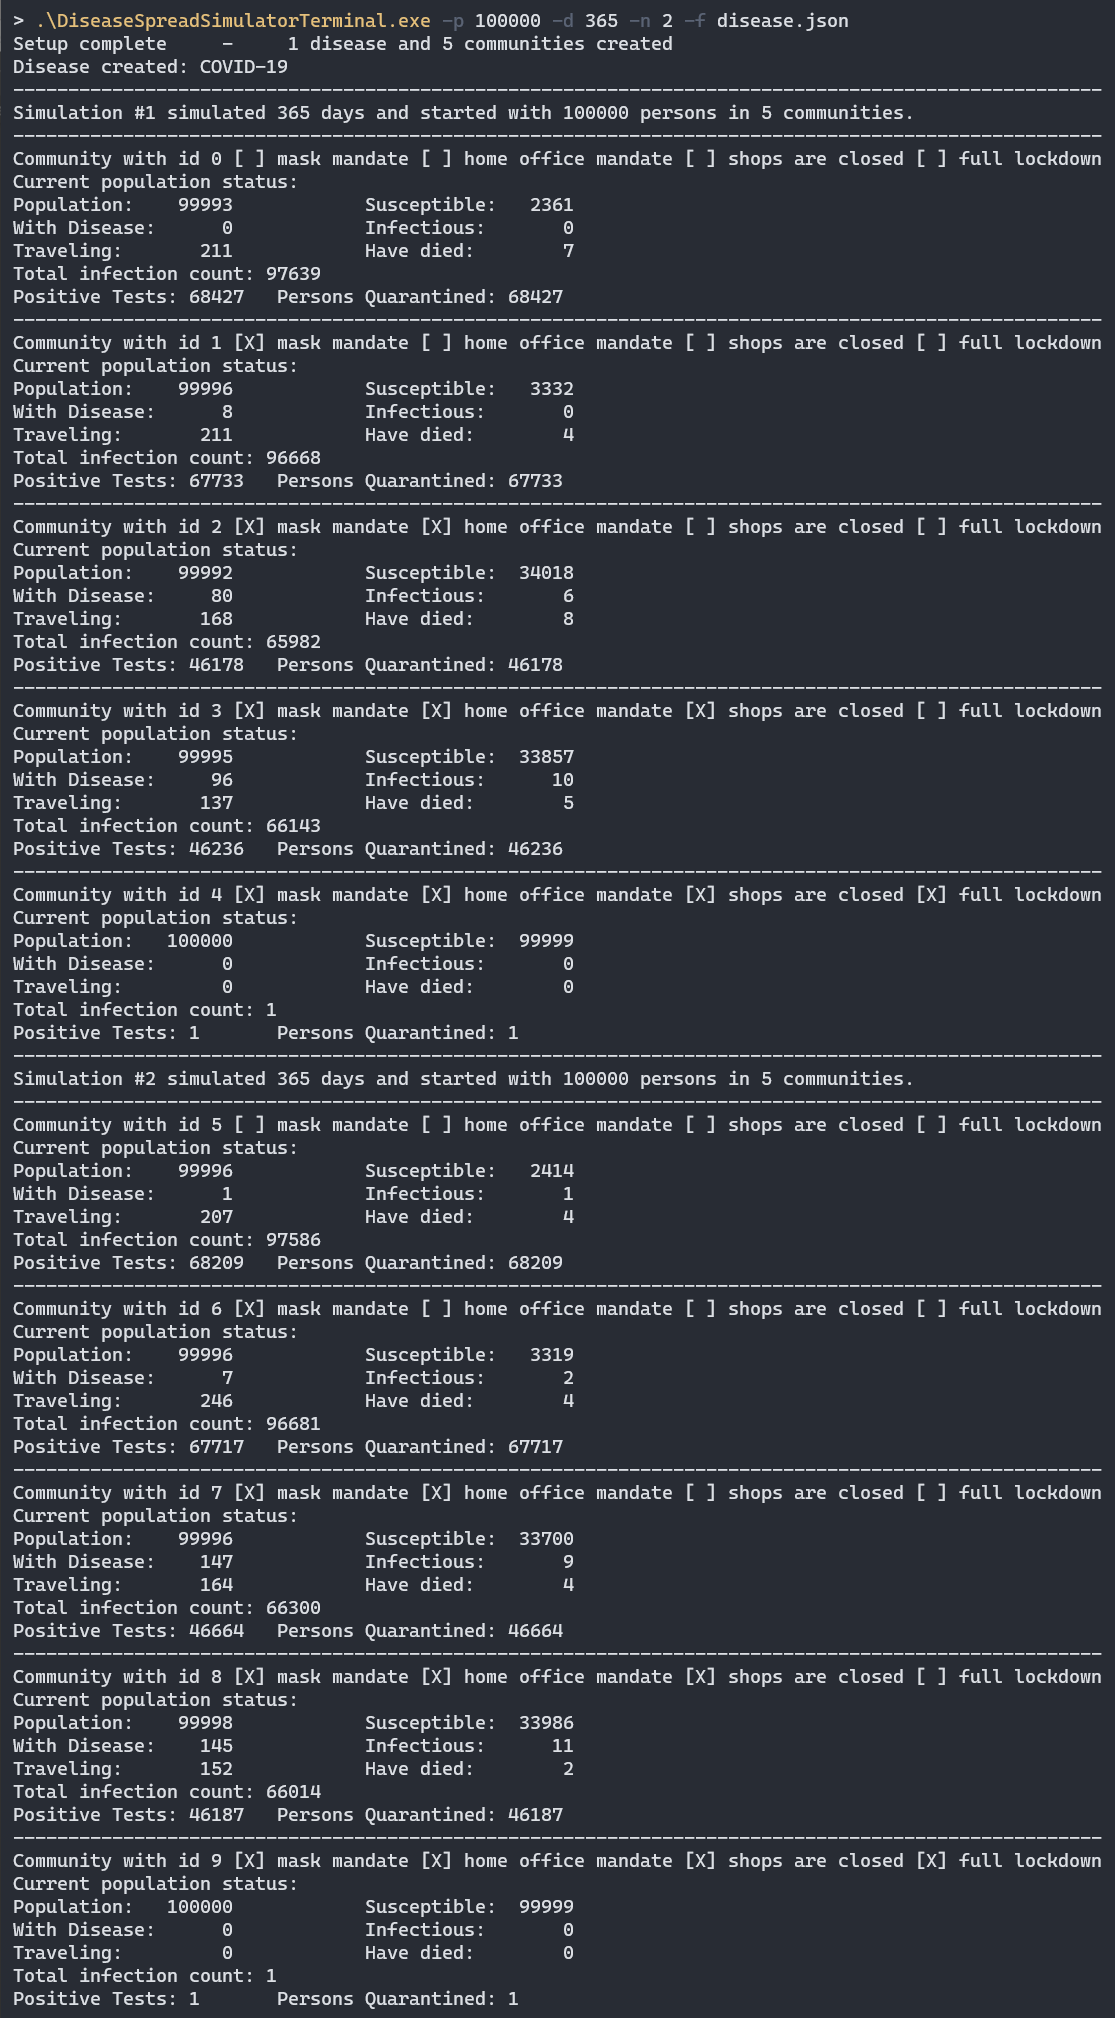 > .\DiseaseSpreadSimulatorTerminal.exe -p 100000 -d 365 -n 2 -f disease.json
Setup complete     -     1 disease and 5 communities created
Disease created: COVID-19
---------------------------------------------------------------------------------------------------
Simulation #1 simulated 365 days and started with 100000 persons in 5 communities.
---------------------------------------------------------------------------------------------------
Community with id 0 [ ] mask mandate [ ] home office mandate [ ] shops are closed [ ] full lockdown
Current population status:
Population:    99993            Susceptible:   2361
With Disease:      0            Infectious:       0
Traveling:       211            Have died:        7
Total infection count: 97639
Positive Tests: 68427   Persons Quarantined: 68427
---------------------------------------------------------------------------------------------------
Community with id 1 [X] mask mandate [ ] home office mandate [ ] shops are closed [ ] full lockdown
Current population status:
Population:    99996            Susceptible:   3332
With Disease:      8            Infectious:       0
Traveling:       211            Have died:        4
Total infection count: 96668
Positive Tests: 67733   Persons Quarantined: 67733
---------------------------------------------------------------------------------------------------
Community with id 2 [X] mask mandate [X] home office mandate [ ] shops are closed [ ] full lockdown
Current population status:
Population:    99992            Susceptible:  34018
With Disease:     80            Infectious:       6
Traveling:       168            Have died:        8
Total infection count: 65982
Positive Tests: 46178   Persons Quarantined: 46178
---------------------------------------------------------------------------------------------------
Community with id 3 [X] mask mandate [X] home office mandate [X] shops are closed [ ] full lockdown
Current population status:
Population:    99995            Susceptible:  33857
With Disease:     96            Infectious:      10
Traveling:       137            Have died:        5
Total infection count: 66143
Positive Tests: 46236   Persons Quarantined: 46236
---------------------------------------------------------------------------------------------------
Community with id 4 [X] mask mandate [X] home office mandate [X] shops are closed [X] full lockdown
Current population status:
Population:   100000            Susceptible:  99999
With Disease:      0            Infectious:       0
Traveling:         0            Have died:        0
Total infection count: 1
Positive Tests: 1       Persons Quarantined: 1
---------------------------------------------------------------------------------------------------
Simulation #2 simulated 365 days and started with 100000 persons in 5 communities.
---------------------------------------------------------------------------------------------------
Community with id 5 [ ] mask mandate [ ] home office mandate [ ] shops are closed [ ] full lockdown
Current population status:
Population:    99996            Susceptible:   2414
With Disease:      1            Infectious:       1
Traveling:       207            Have died:        4
Total infection count: 97586
Positive Tests: 68209   Persons Quarantined: 68209
---------------------------------------------------------------------------------------------------
Community with id 6 [X] mask mandate [ ] home office mandate [ ] shops are closed [ ] full lockdown
Current population status:
Population:    99996            Susceptible:   3319
With Disease:      7            Infectious:       2
Traveling:       246            Have died:        4
Total infection count: 96681
Positive Tests: 67717   Persons Quarantined: 67717
---------------------------------------------------------------------------------------------------
Community with id 7 [X] mask mandate [X] home office mandate [ ] shops are closed [ ] full lockdown
Current population status:
Population:    99996            Susceptible:  33700
With Disease:    147            Infectious:       9
Traveling:       164            Have died:        4
Total infection count: 66300
Positive Tests: 46664   Persons Quarantined: 46664
---------------------------------------------------------------------------------------------------
Community with id 8 [X] mask mandate [X] home office mandate [X] shops are closed [ ] full lockdown
Current population status:
Population:    99998            Susceptible:  33986
With Disease:    145            Infectious:      11
Traveling:       152            Have died:        2
Total infection count: 66014
Positive Tests: 46187   Persons Quarantined: 46187
---------------------------------------------------------------------------------------------------
Community with id 9 [X] mask mandate [X] home office mandate [X] shops are closed [X] full lockdown
Current population status:
Population:   100000            Susceptible:  99999
With Disease:      0            Infectious:       0
Traveling:         0            Have died:        0
Total infection count: 1
Positive Tests: 1       Persons Quarantined: 1